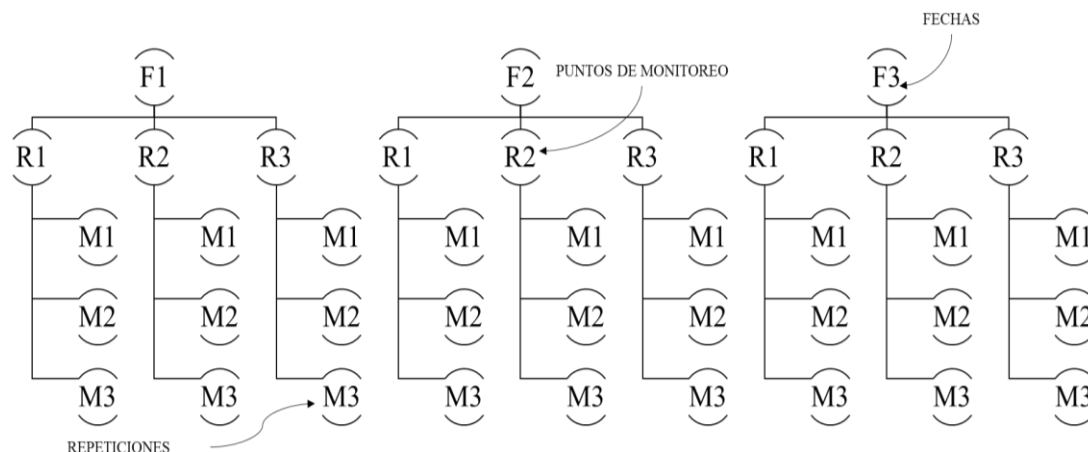 FECHAS
F1 F2 PUNTOS DE MONITOREO F3
R1 R2 R3 R1 R2 R3 R1 R2 R3
M1 M1 M1 M1 M1 M1 M1 M1 M1
M2 M2 M2 M2 M2 M2 M2 M2 M2
M3 M3 M3 M3 M3 M3 M3 M3 M3
REPETICIONES